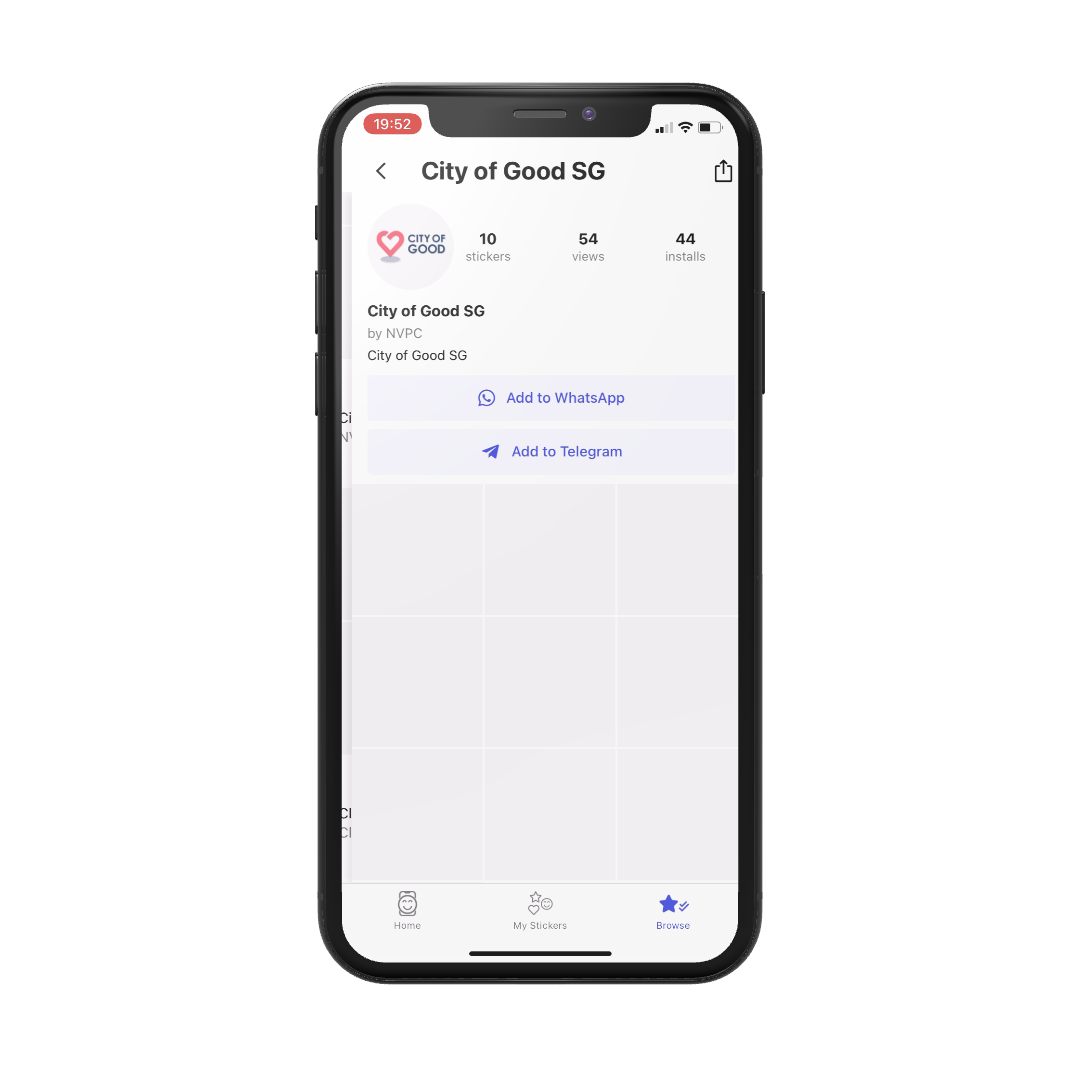 19:52
City of Good SG
CITY OF
GOOD
10
stickers
54
views
44
installs
City of Good SG
by NVPC
City of Good SG
Add to WhatsApp
Ci
NV
Add to Telegram
Cl
Cl
Home
My Stickers
Browse